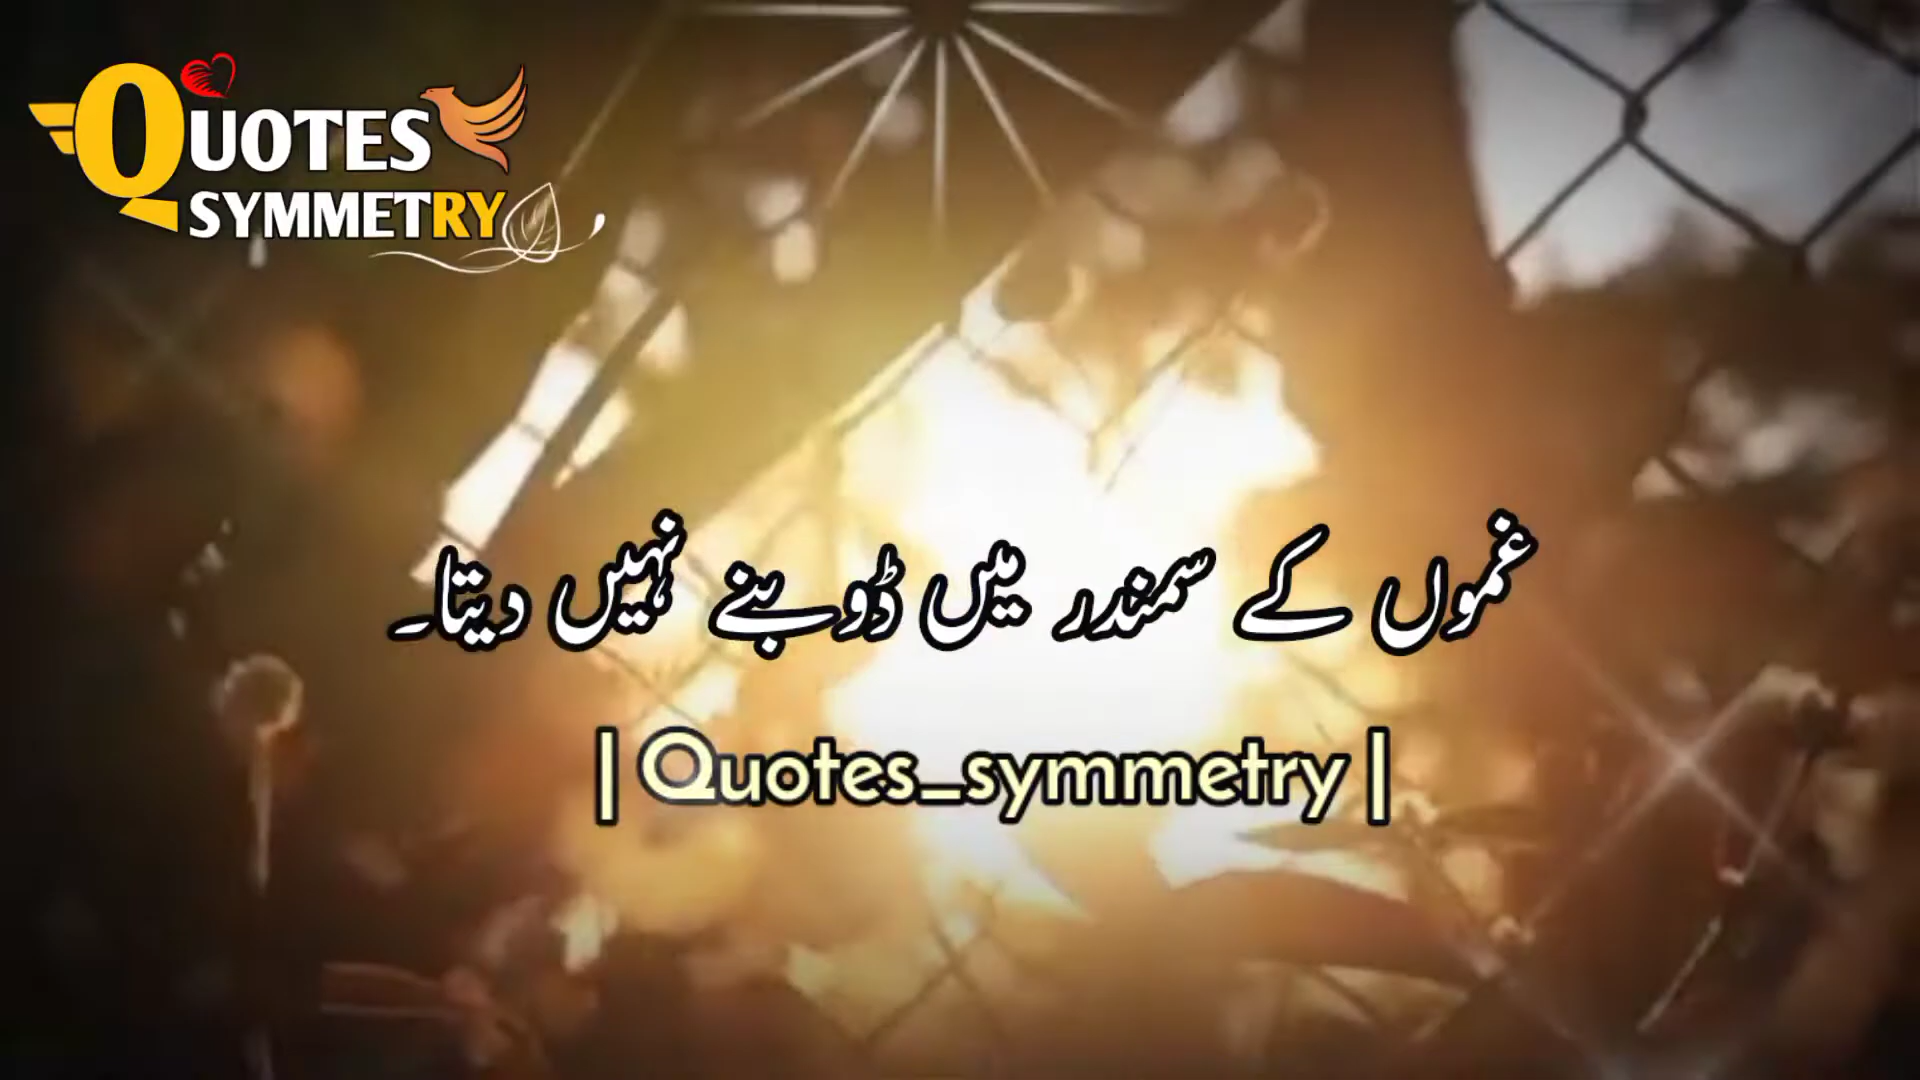 QUOTES
SYMMETRY
غموں کے سمندر میں ڈوبنے نہیں دیتا۔
| Quotes_symmetry |